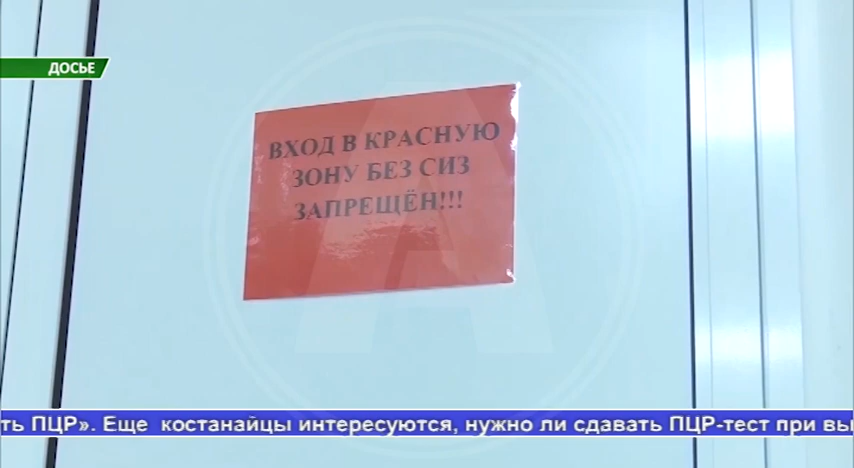 ДОСЬЕ
ВХОД В КРАСНУЮ
ЗОНУ БЕЗ СИЗ
ЗАПРЕЩЁН!!!
ть ПЦР». Еще костанайцы интересуются, нужно ли сдавать ПЦР-тест при вы